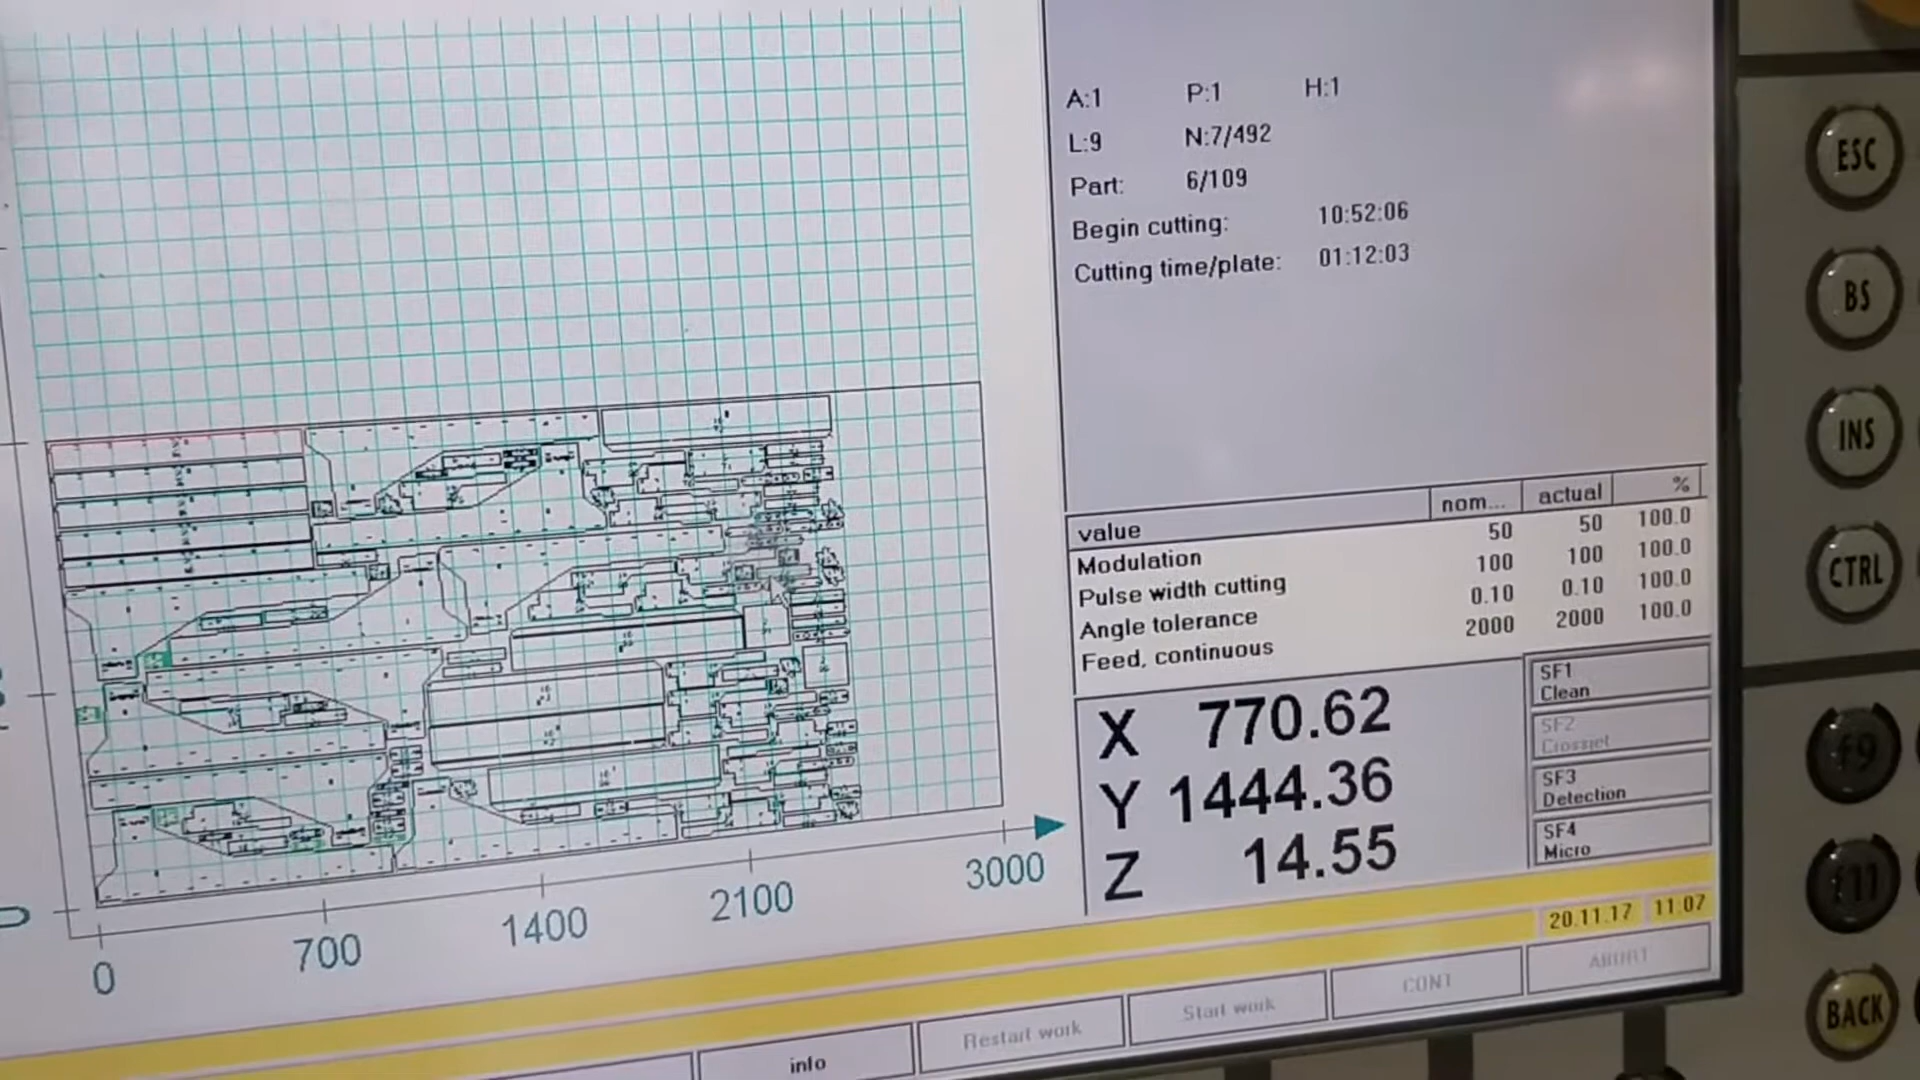 A:1 P:1 H:1
L:9 N:7/492
Part: 6/109
Begin cutting: 10:52:06
Cutting time/plate: 01:12:03
value nom... actual %
Modulation 50 50 100.0
Pulse width cutting 100 100 100.0
Angle tolerance 0.10 0.10 100.0
Feed, continuous 2000 2000 100.0
X 770.62
Y 1444.36
Z 14.55
SF1
Clean
SF2
Crossjet
SF3
Detection
SF4
Micro
0 700 1400 2100 3000
20.11.17 11:07
info Restart work Start work CONT ABORT
ESC
BS
INS
CTRL
f9
f11
BACK